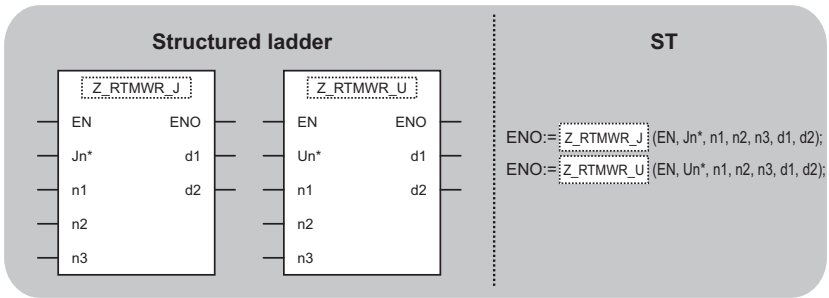 Structured ladder
ST
Z_RTMWR_J
EN ENO
Jn* d1
n1 d2
n2
n3
Z_RTMWR_U
EN ENO
Un* d1
n1 d2
n2
n3
ENO:= Z_RTMWR_J (EN, Jn*, n1, n2, n3, d1, d2);
ENO:= Z_RTMWR_U (EN, Un*, n1, n2, n3, d1, d2);